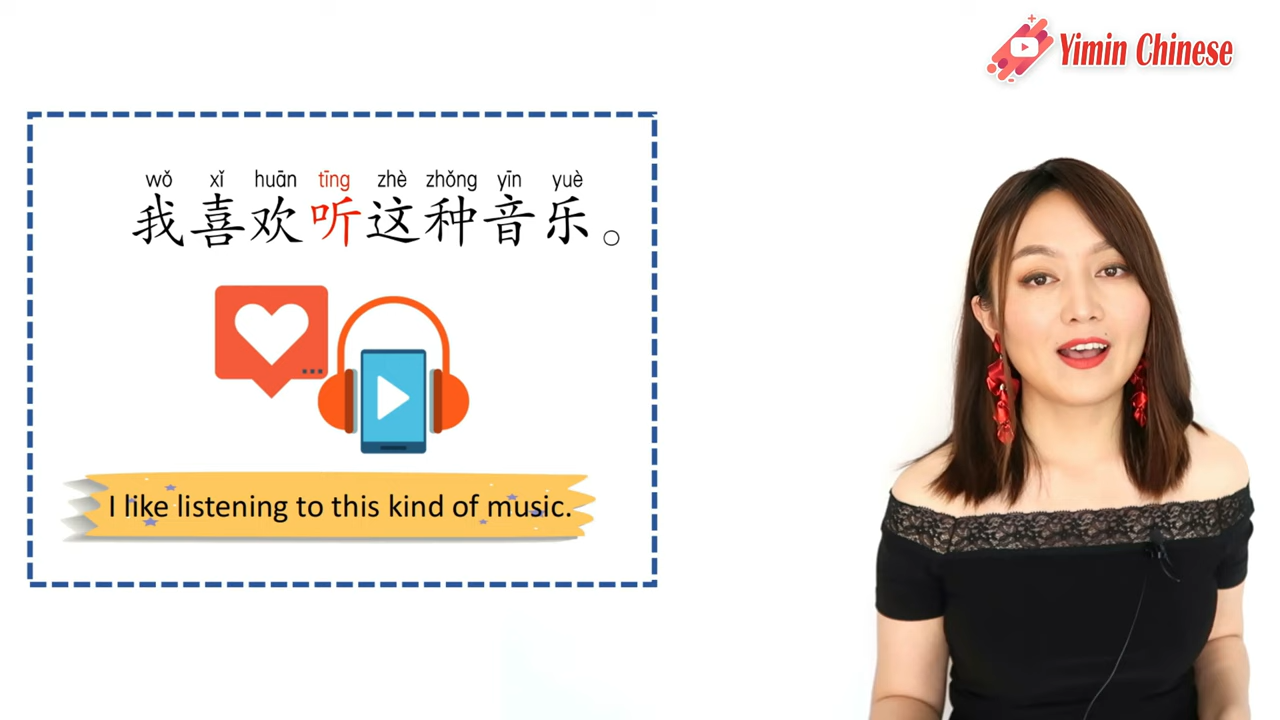 Yimin Chinese
wǒ xǐ huān tīng zhè zhǒng yīn yuè
我喜欢听这种音乐。
I like listening to this kind of music.